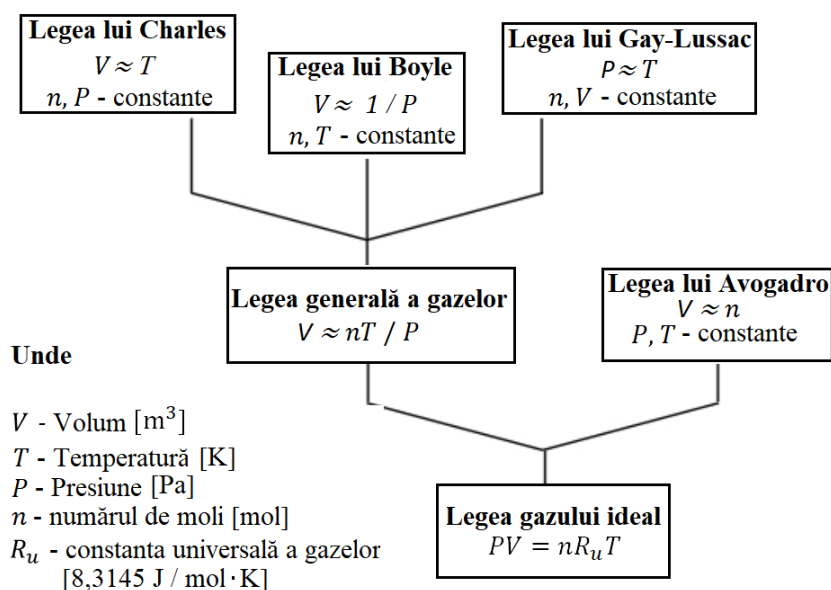 Legea lui Charles
V ≈ T
n, P - constante
Legea lui Boyle
V ≈ 1 / P
n, T - constante
Legea lui Gay-Lussac
P ≈ T
n, V - constante
Legea generală a gazelor
V ≈ nT / P
Legea lui Avogadro
V ≈ n
P, T - constante
Unde
V - Volum [m³]
T - Temperatură [K]
P - Presiune [Pa]
n - numărul de moli [mol]
Rᵤ - constanta universală a gazelor
[8,3145 J / mol · K]
Legea gazului ideal
PV = nRᵤT